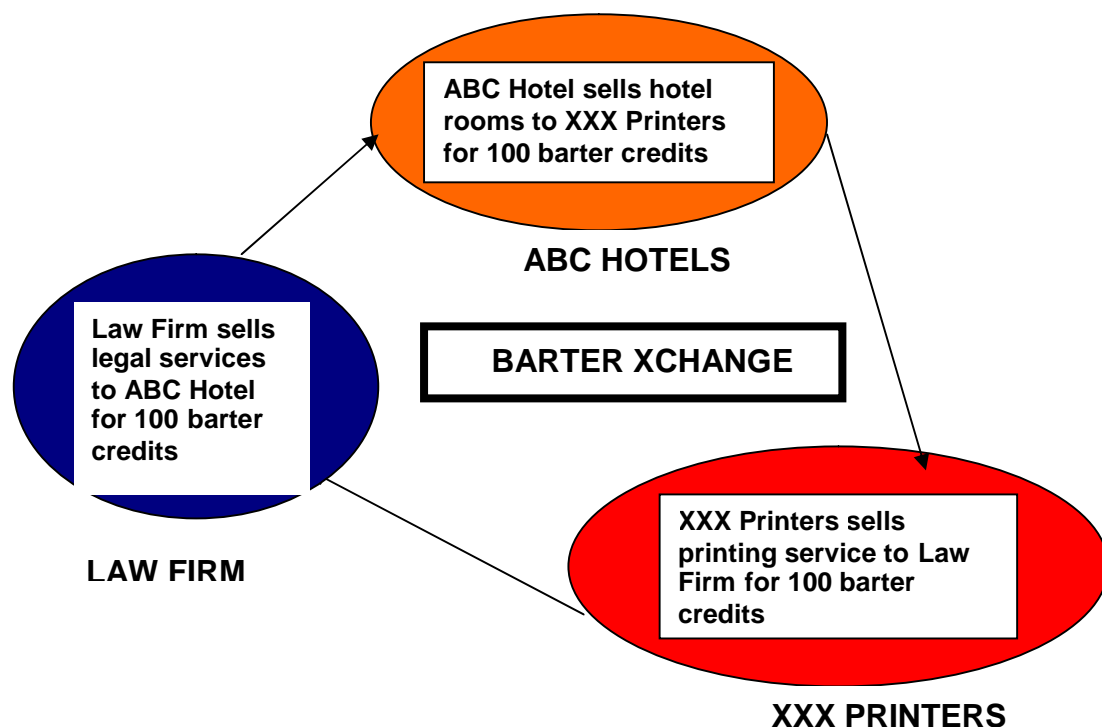 ABC Hotel sells hotel
rooms to XXX Printers
for 100 barter credits
ABC HOTELS
Law Firm sells
legal services
to ABC Hotel
for 100 barter
credits
LAW FIRM
BARTER XCHANGE
XXX Printers sells
printing service to Law
Firm for 100 barter
credits
XXX PRINTERS